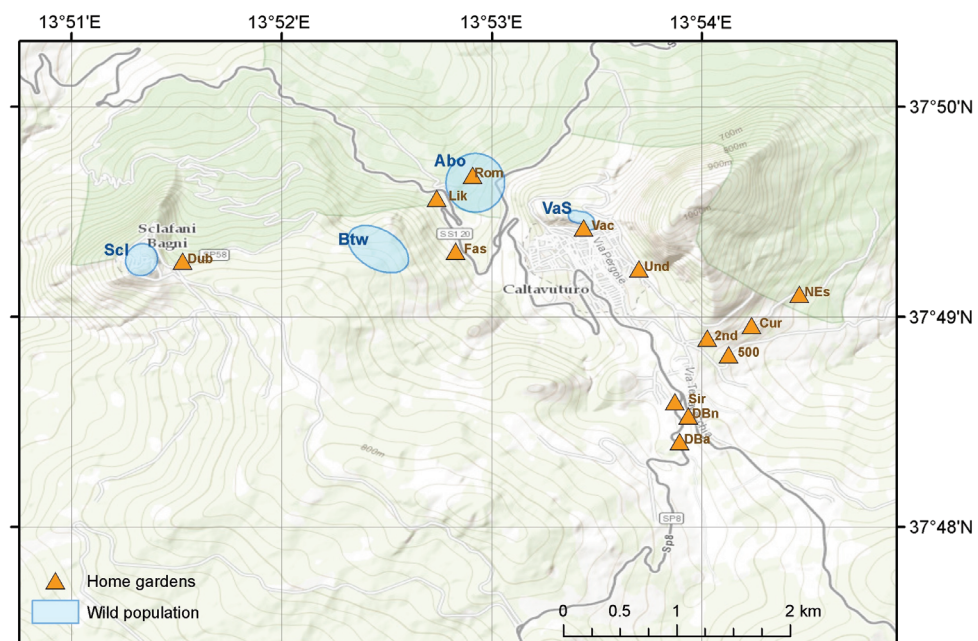 13°51'E 13°52'E 13°53'E 13°54'E
37°50'N
700m
800m
900m
1000m
Abo
Rom
Lik
VaS
Vac
Sclafani
Bagni
Scl
Dub
SP58
Btw
SS120
Fas
Via Pergole
Und
Caltavuturo
NEs
37°49'N
Cur
2nd
500
Sir
DBn
DBa
800m
SP8
37°48'N
Sp8
Home gardens
Wild population
0 0.5 1 2 km